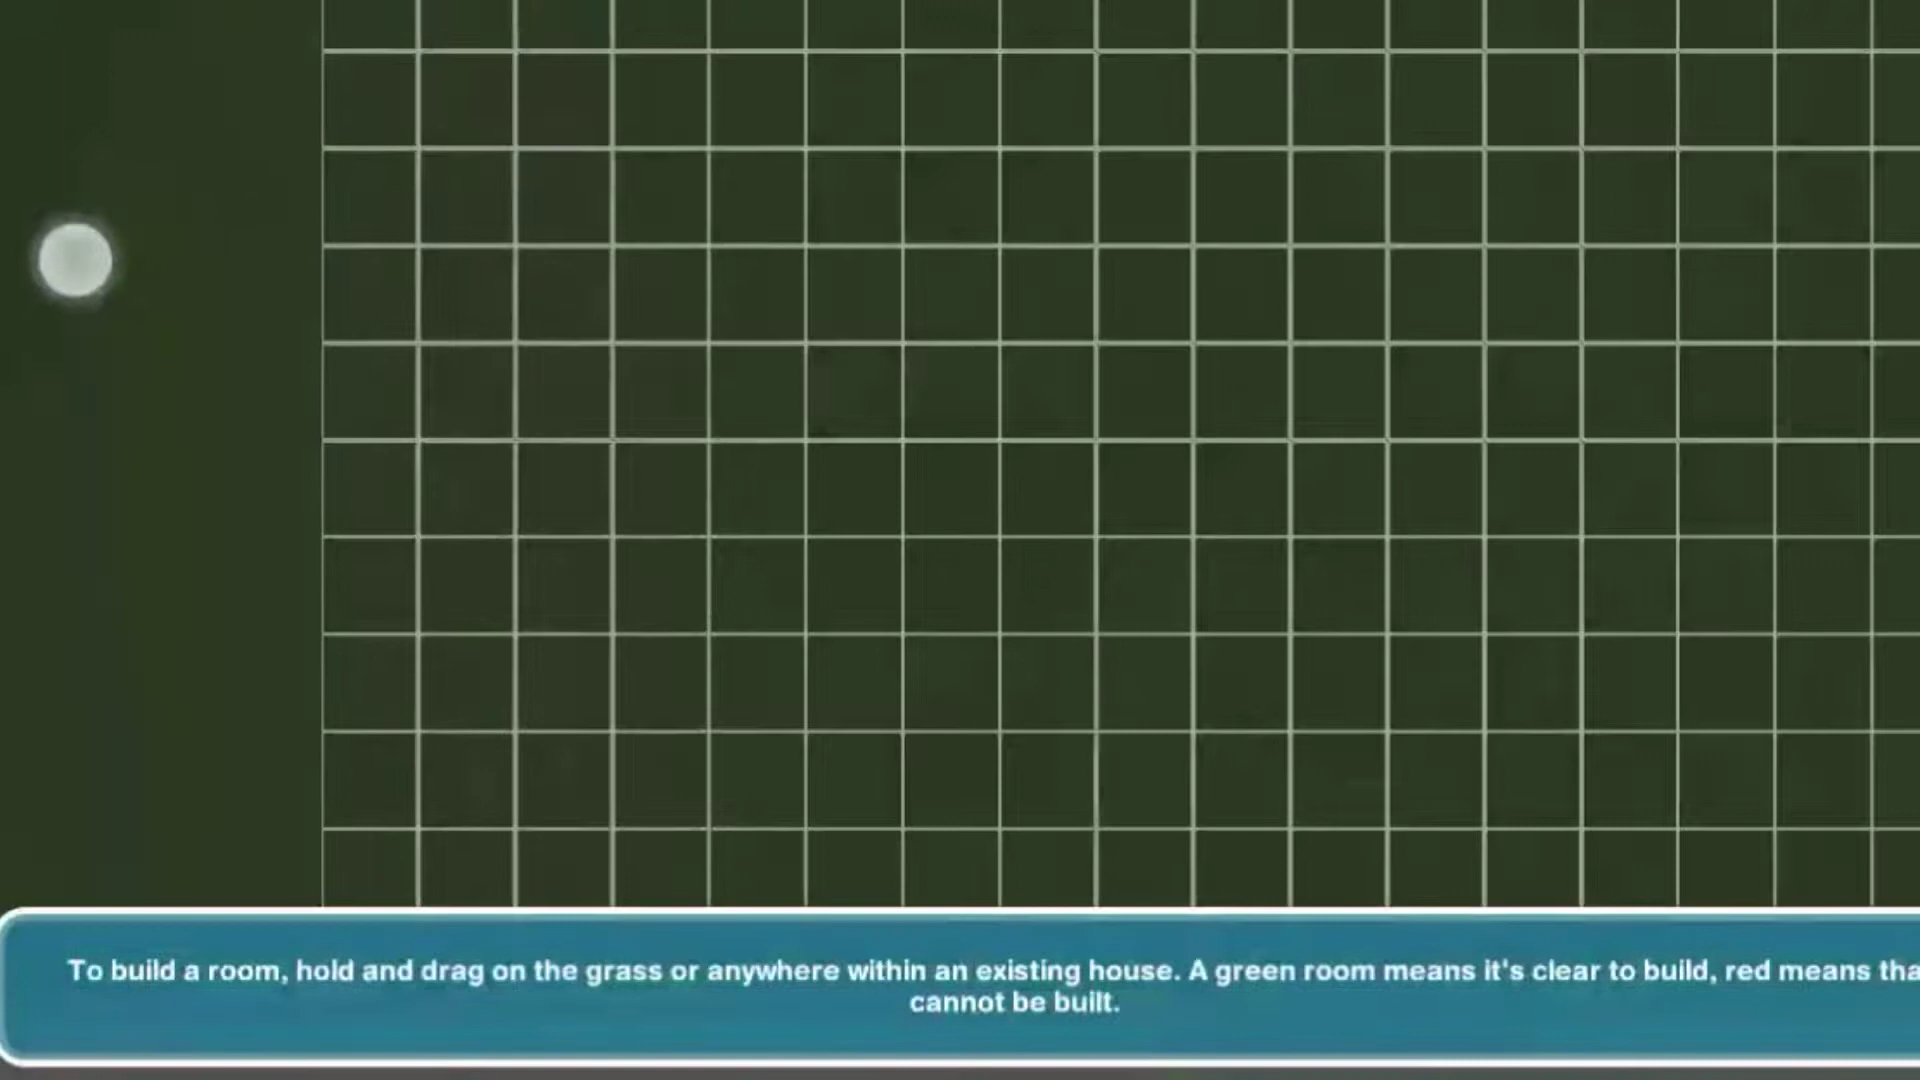 To build a room, hold and drag on the grass or anywhere within an existing house. A green room means it's clear to build, red means tha
cannot be built.